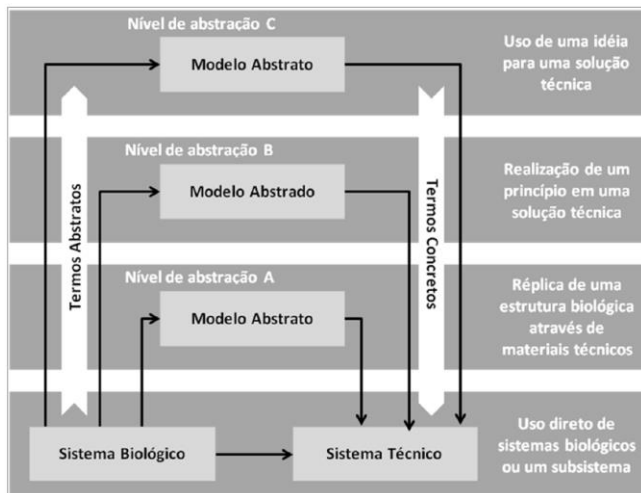 Nível de abstração C
Modelo Abstrato
Uso de uma idéia
para uma solução
técnica
Nível de abstração B
Modelo Abstrado
Realização de um
princípio em uma
solução técnica
Termos Abstratos
Termos Concretos
Nível de abstração A
Modelo Abstrato
Réplica de uma
estrutura biológica
através de
materiais técnicos
Sistema Biológico
Sistema Técnico
Uso direto de
sistemas biológicos
ou um subsistema